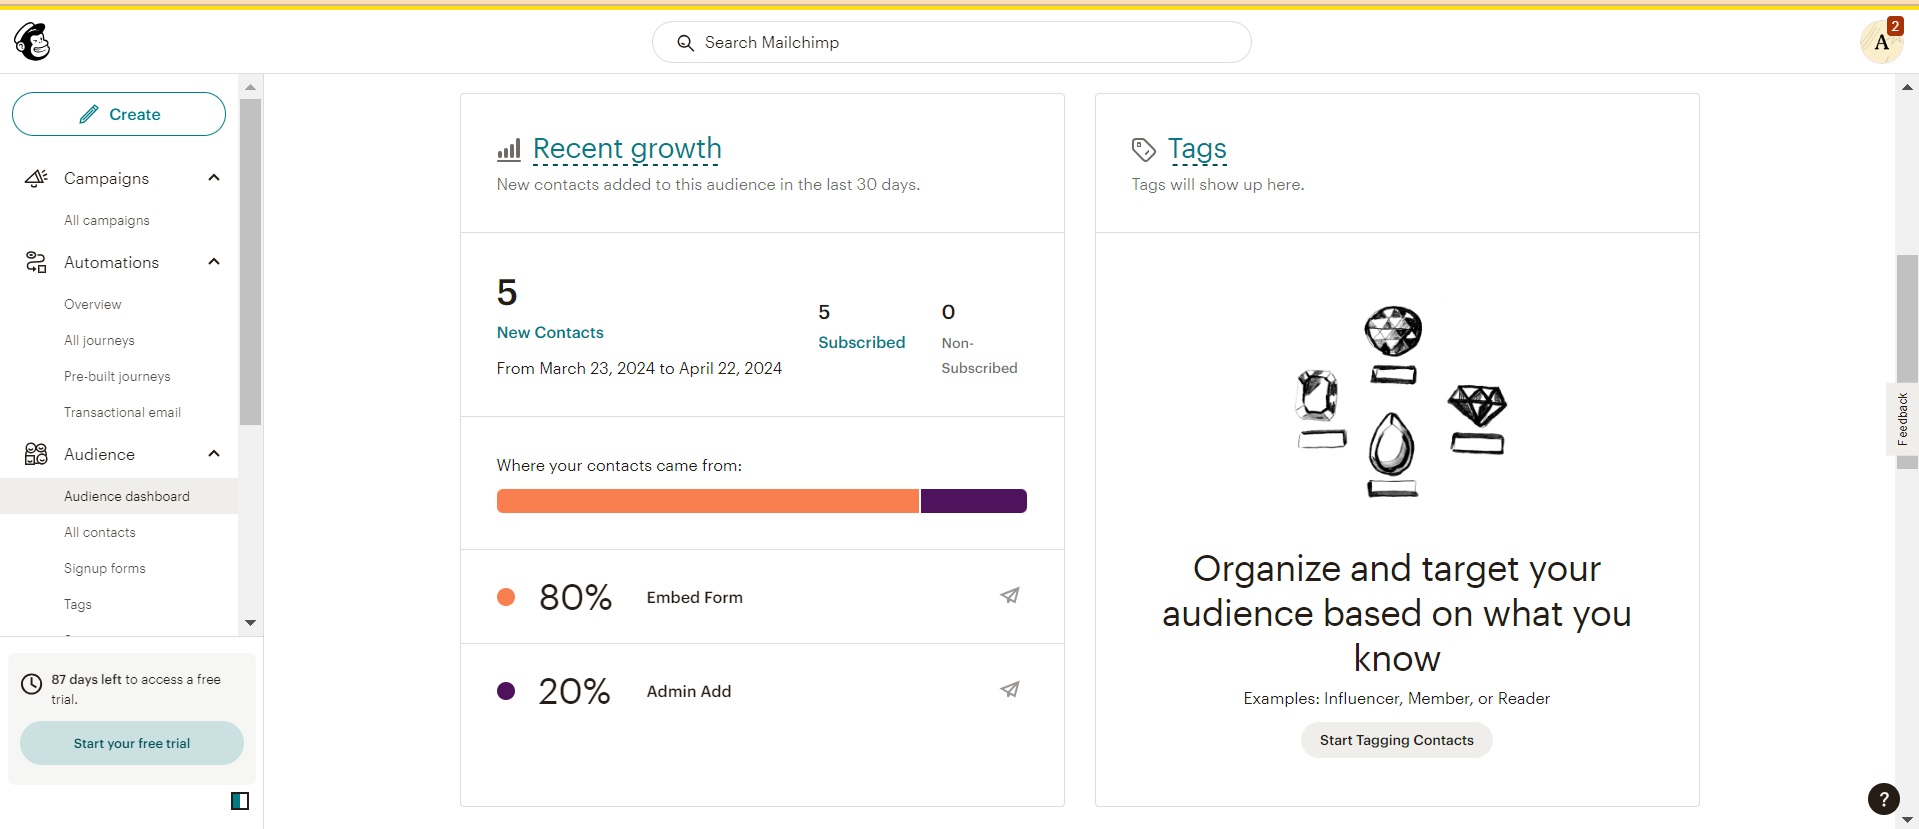 Search Mailchimp
A
2
Create
Campaigns
All campaigns
Automations
Overview
All journeys
Pre-built journeys
Transactional email
Audience
Audience dashboard
All contacts
Signup forms
Tags
87 days left to access a free
trial.
Start your free trial
Recent growth
New contacts added to this audience in the last 30 days.
5
New Contacts
From March 23, 2024 to April 22, 2024
5
Subscribed
0
Non-
Subscribed
Where your contacts came from:
80% Embed Form
20% Admin Add
Tags
Tags will show up here.
Organize and target your
audience based on what you
know
Examples: Influencer, Member, or Reader
Start Tagging Contacts
Feedback
?